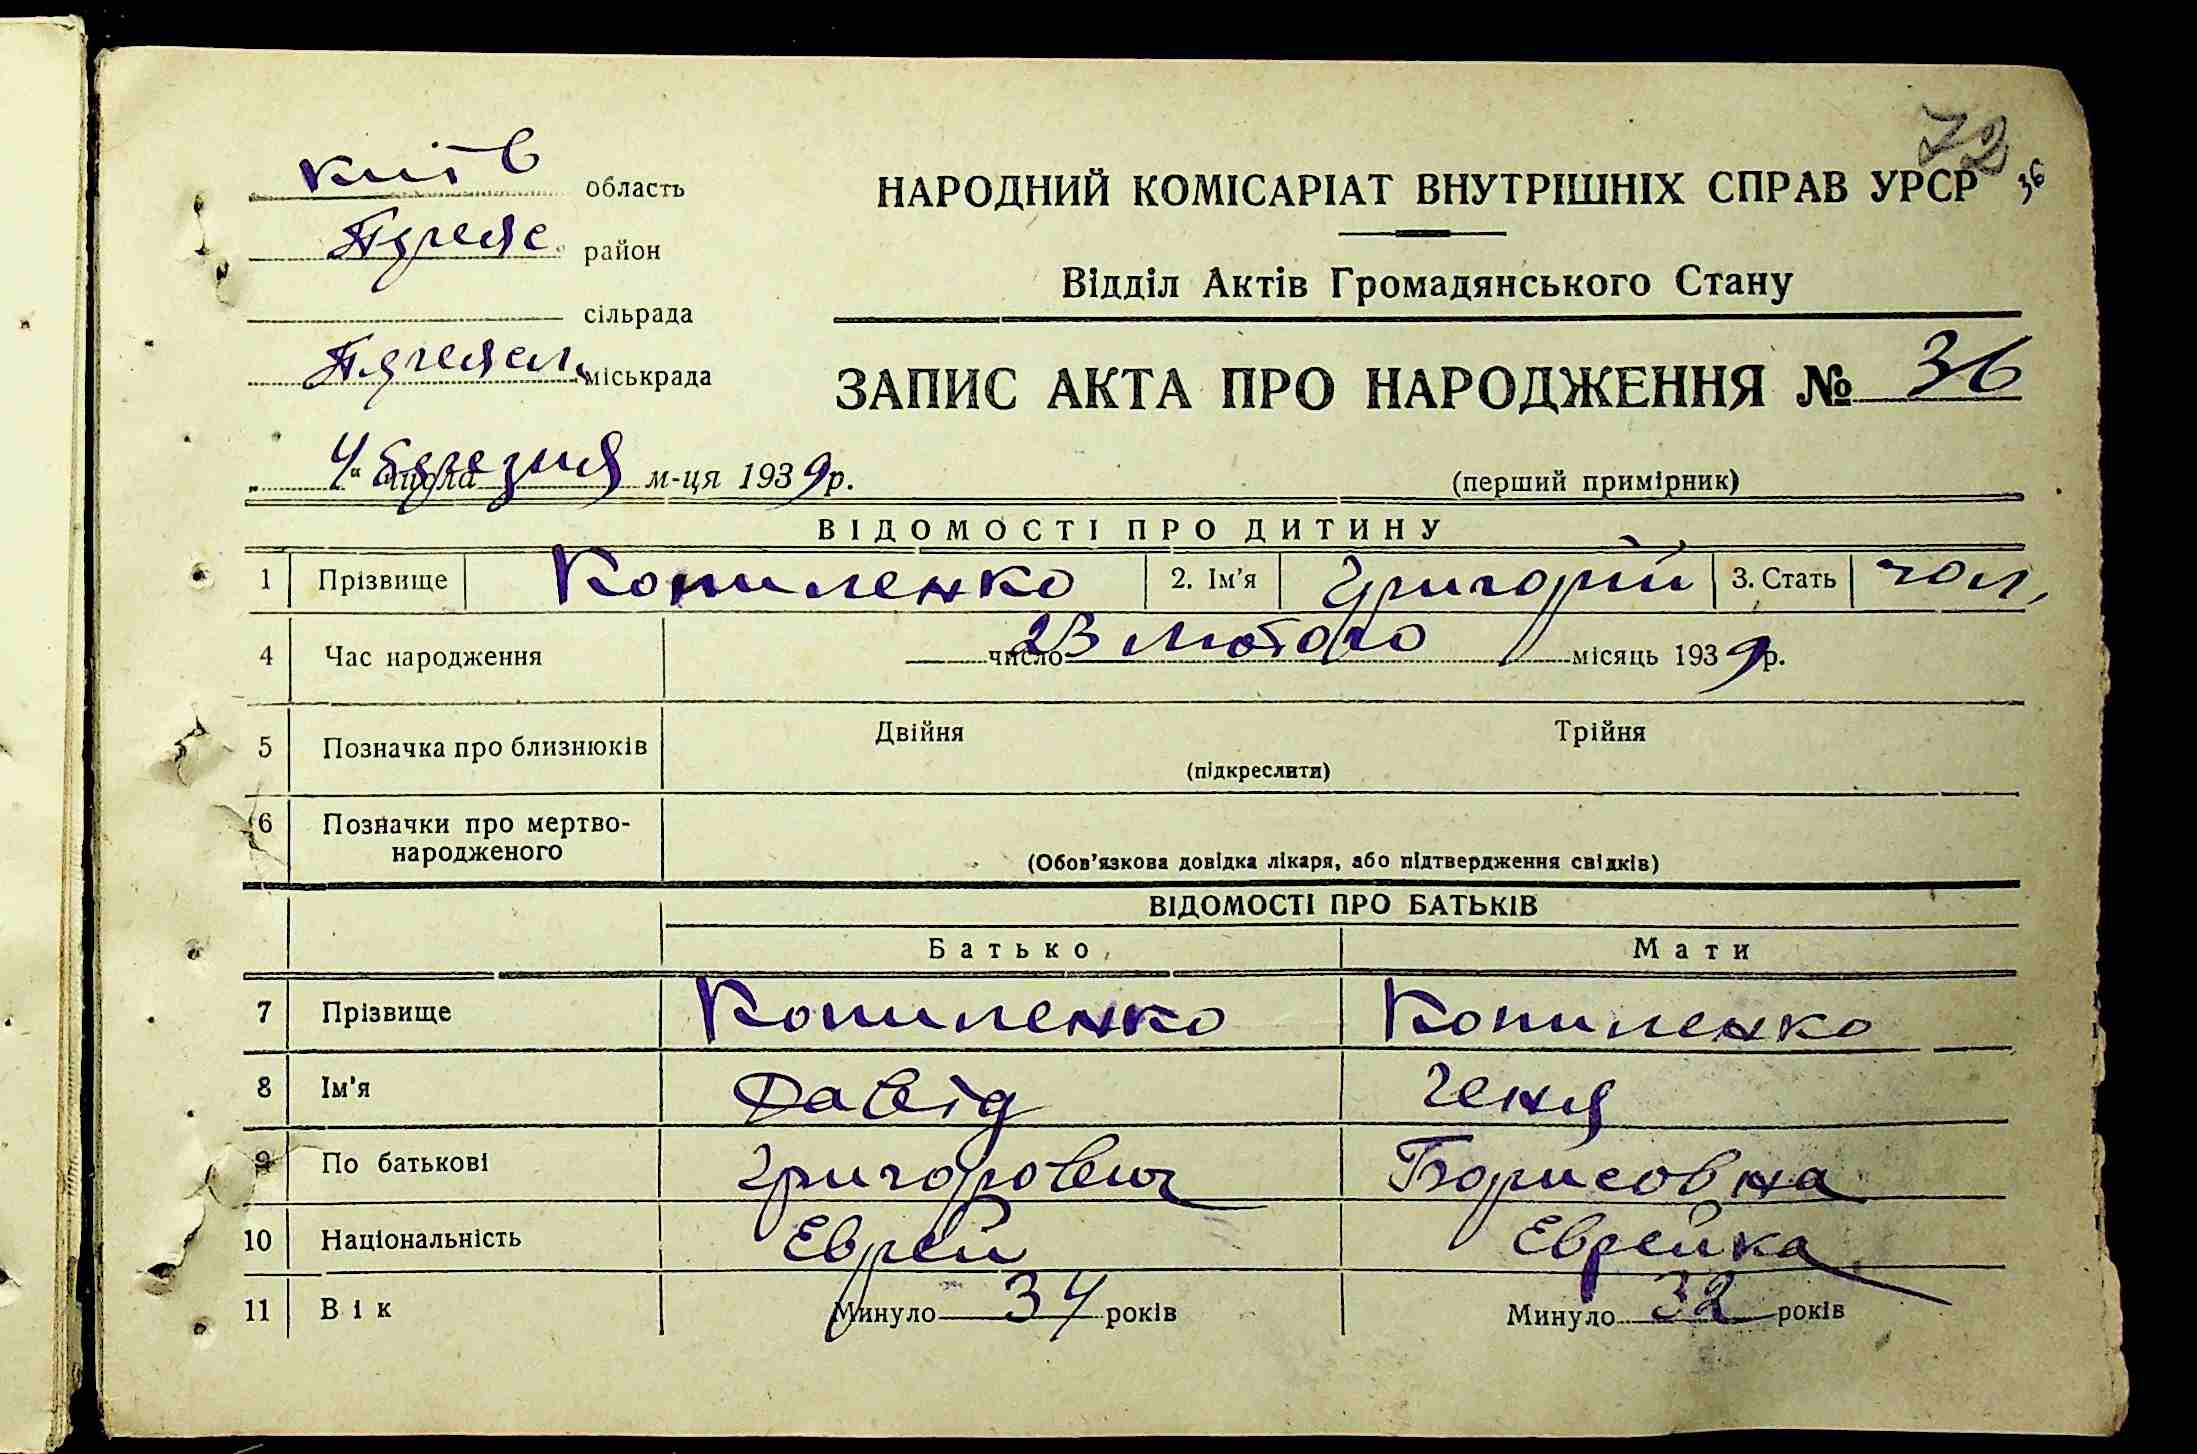 72
36
Київ область
район
сільрада
міськрада
НАРОДНИЙ КОМІСАРІАТ ВНУТРІШНІХ СПРАВ УРСР
Відділ Актів Громадянського Стану
ЗАПИС АКТА ПРО НАРОДЖЕННЯ № 36
„4“ числа березня м-ця 1939 р.
(перший примірник)
ВІДОМОСТІ ПРО ДИТИНУ
1 Прізвище Копиленко 2. Ім'я Григорій 3. Стать чол.
4 Час народження 23 число лютого місяць 1939 р.
5 Позначка про близнюків Двійня Трійня
(підкреслити)
6 Позначки про мертво-
народженого
(Обов'язкова довідка лікаря, або підтвердження свідків)
ВІДОМОСТІ ПРО БАТЬКІВ
Батько Мати
7 Прізвище Копиленко Копиленко
8 Ім'я Давід Геня
9 По батькові Григорович Борисовна
10 Національність Еврей Еврейка
11 Вік Минуло 34 років Минуло 32 років